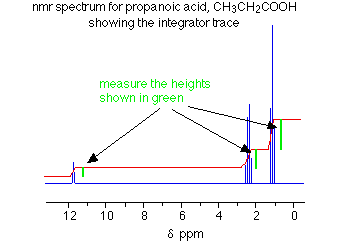 nmr spectrum for propanoic acid, CH₃CH₂COOH
showing the integrator trace
measure the heights
shown in green
12 10 8 6 4 2 0
δ ppm